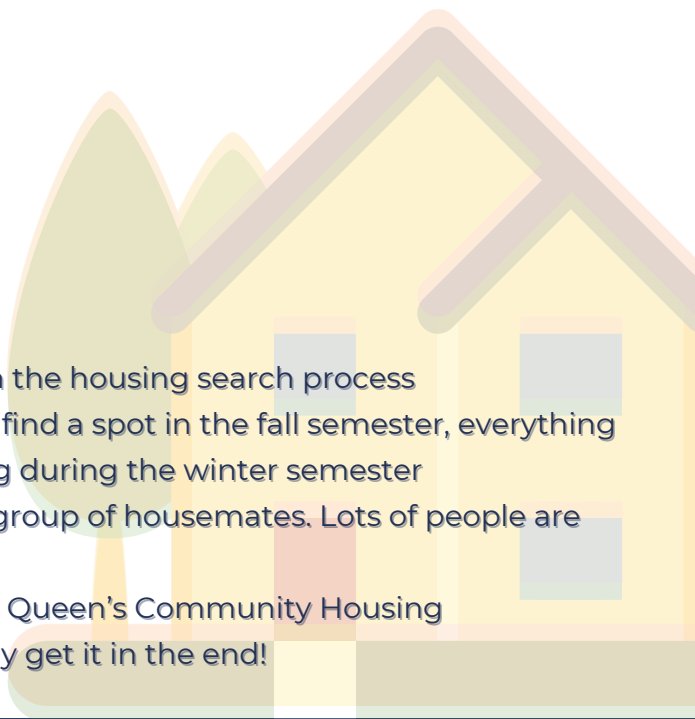 the housing search process
find a spot in the fall semester, everything
g during the winter semester
group of housemates. Lots of people are
Queen’s Community Housing
y get it in the end!